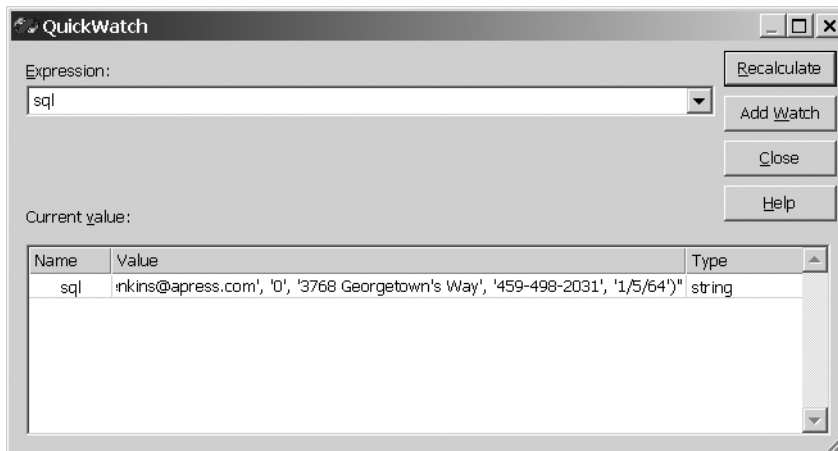 QuickWatch
Expression:
sql
Recalculate
Add Watch
Close
Help
Current value:
Name Value Type
sql nkins@apress.com', '0', '3768 Georgetown's Way', '459-498-2031', '1/5/64')" string